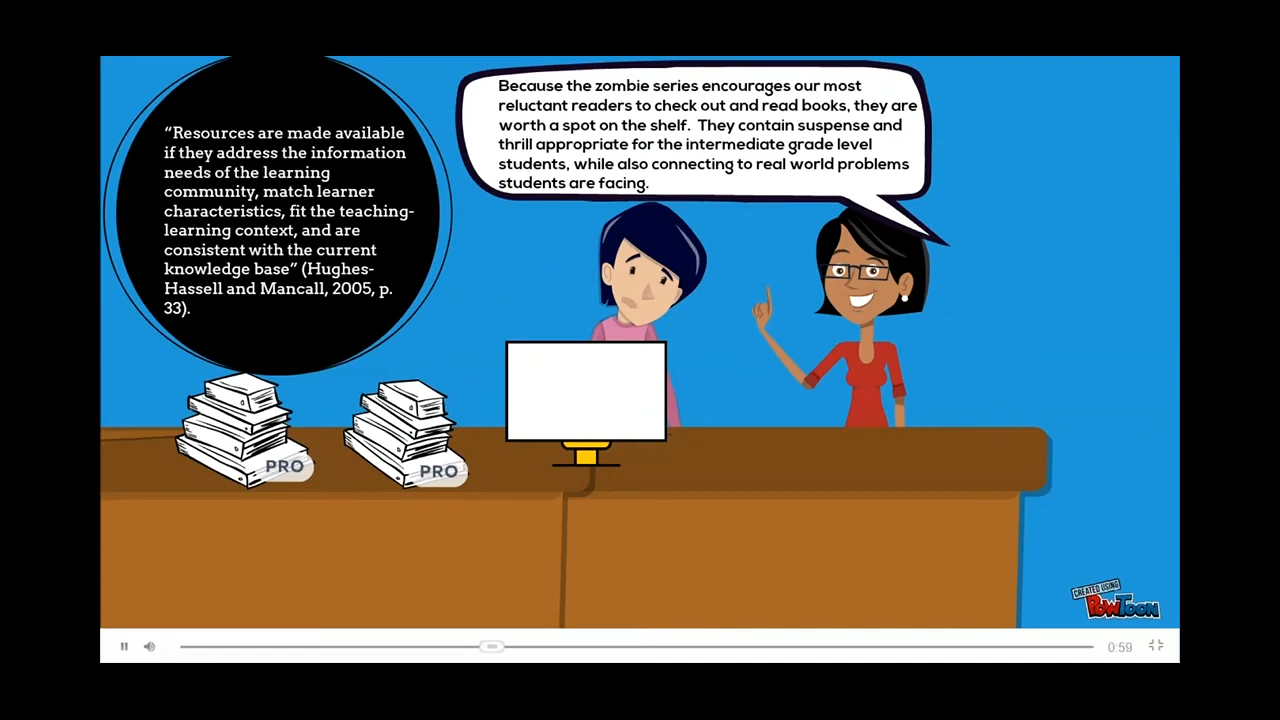 “Resources are made available
if they address the information
needs of the learning
community, match learner
characteristics, fit the teaching-
learning context, and are
consistent with the current
knowledge base” (Hughes-
Hassell and Mancall, 2005, p.
33).
Because the zombie series encourages our most
reluctant readers to check out and read books, they are
worth a spot on the shelf.  They contain suspense and
thrill appropriate for the intermediate grade level
students, while also connecting to real world problems
students are facing.
PRO
PRO
CREATED USING
POWTOON
0:59